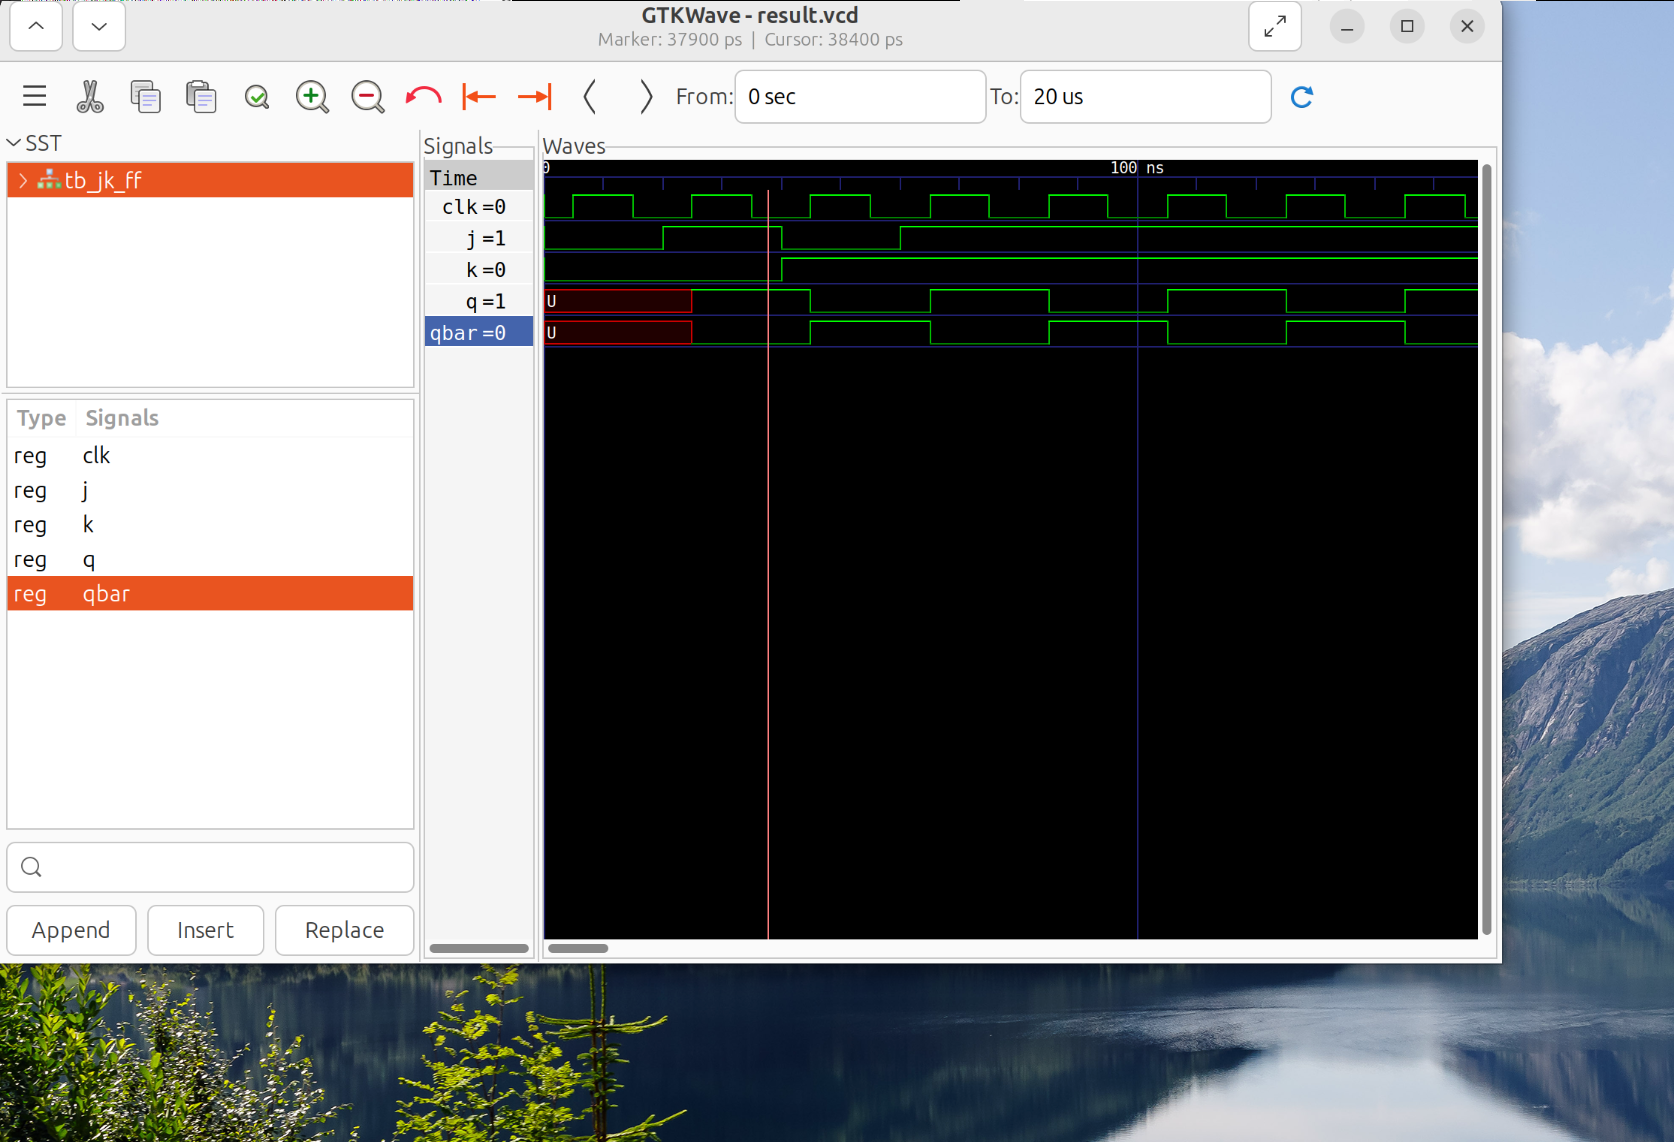 GTKWave - result.vcd
Marker: 37900 ps | Cursor: 38400 ps
From: 0 sec To: 20 us
SST
tb_jk_ff
Type Signals
reg clk
reg j
reg k
reg q
reg qbar
Append Insert Replace
Signals
Time
clk =0
j =1
k =0
q =1
qbar =0
Waves
0 100 ns
U
U